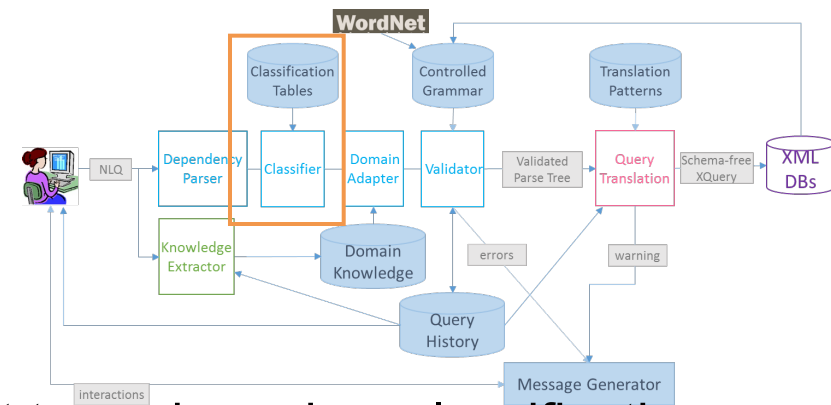 WordNet
Classification
Tables
Controlled
Grammar
Translation
Patterns
NLQ
Dependency
Parser
Classifier
Domain
Adapter
Validator
Validated
Parse Tree
Query
Translation
Schema-free
XQuery
XML
DBs
Knowledge
Extractor
Domain
Knowledge
errors
warning
Query
History
Message Generator
interactions